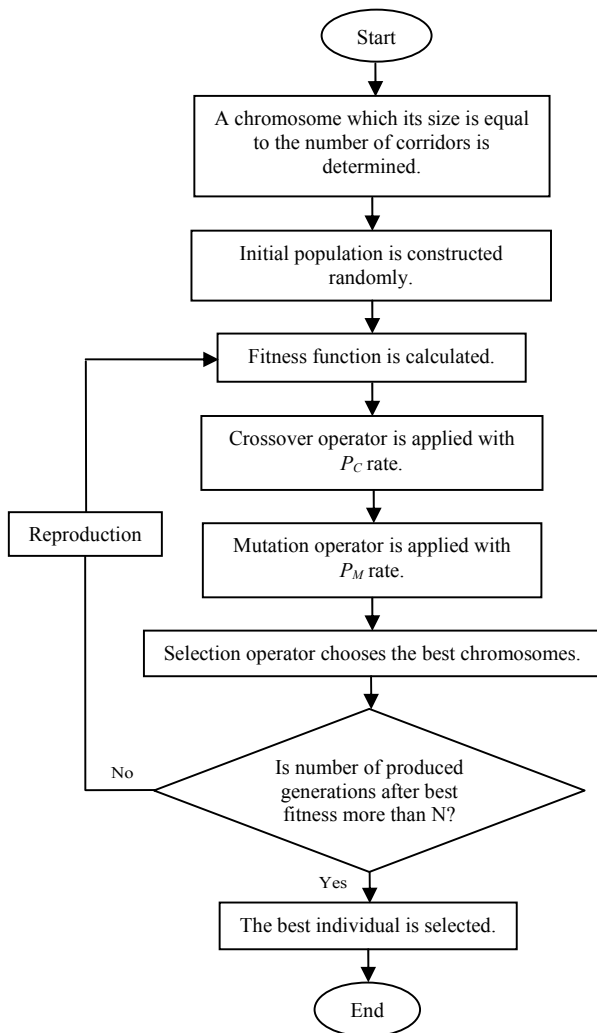 Start
A chromosome which its size is equal
to the number of corridors is
determined.
Initial population is constructed
randomly.
Fitness function is calculated.
Crossover operator is applied with
P_C rate.
Reproduction
Mutation operator is applied with
P_M rate.
Selection operator chooses the best chromosomes.
No
Is number of produced
generations after best
fitness more than N?
Yes
The best individual is selected.
End